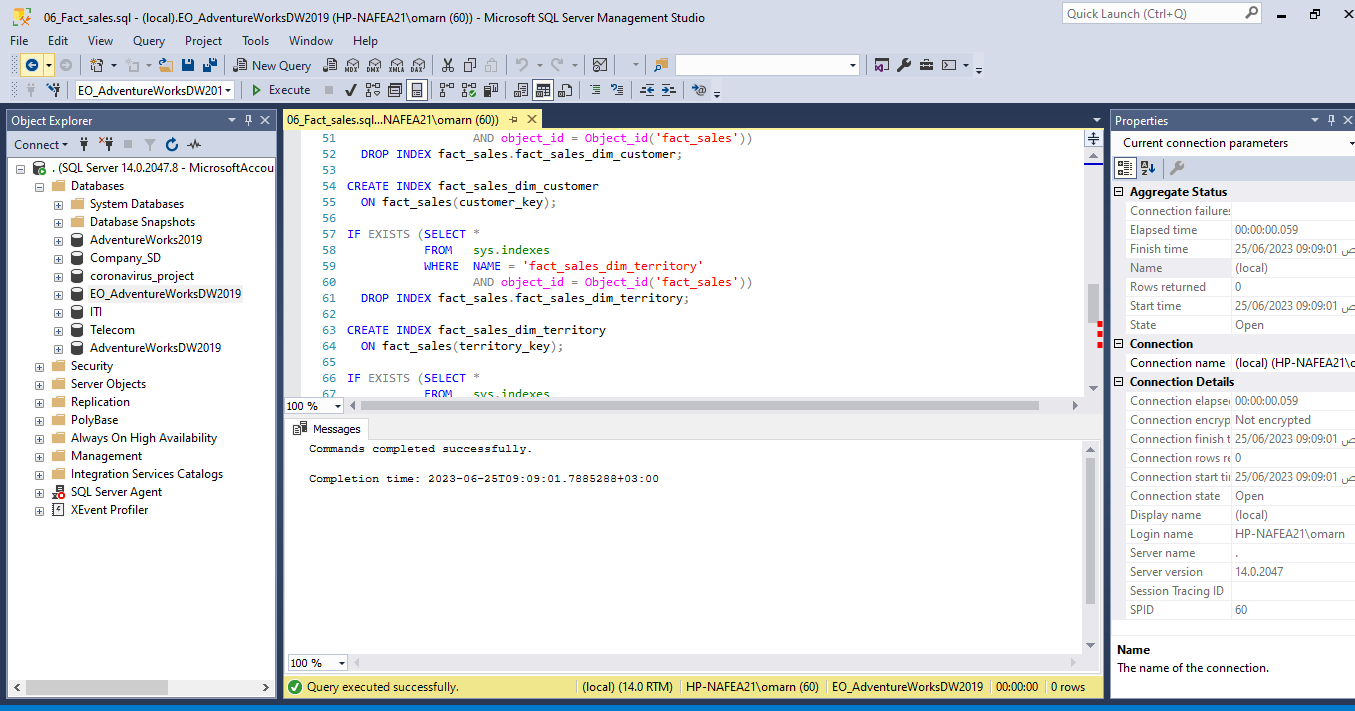 06_Fact_sales.sql - (local).EO_AdventureWorksDW2019 (HP-NAFEA21\omarn (60)) - Microsoft SQL Server Management Studio
Quick Launch (Ctrl+Q)
File Edit View Query Project Tools Window Help
New Query
MDX DMX XMLA DAX
EO_AdventureWorksDW201 Execute
Object Explorer
Connect
. (SQL Server 14.0.2047.8 - MicrosoftAccou
Databases
System Databases
Database Snapshots
AdventureWorks2019
Company_SD
coronavirus_project
EO_AdventureWorksDW2019
ITI
Telecom
AdventureWorksDW2019
Security
Server Objects
Replication
PolyBase
Always On High Availability
Management
Integration Services Catalogs
SQL Server Agent
XEvent Profiler
06_Fact_sales.sql...NAFEA21\omarn (60))
51 AND object_id = Object_id('fact_sales'))
52 DROP INDEX fact_sales.fact_sales_dim_customer;
53
54 CREATE INDEX fact_sales_dim_customer
55 ON fact_sales(customer_key);
56
57 IF EXISTS (SELECT *
58 FROM sys.indexes
59 WHERE NAME = 'fact_sales_dim_territory'
60 AND object_id = Object_id('fact_sales'))
61 DROP INDEX fact_sales.fact_sales_dim_territory;
62
63 CREATE INDEX fact_sales_dim_territory
64 ON fact_sales(territory_key);
65
66 IF EXISTS (SELECT *
67 FROM sys.indexes
100 %
Messages
Commands completed successfully.
Completion time: 2023-06-25T09:09:01.7885288+03:00
100 %
Query executed successfully. (local) (14.0 RTM) HP-NAFEA21\omarn (60) EO_AdventureWorksDW2019 00:00:00 0 rows
Properties
Current connection parameters
Aggregate Status
Connection failures
Elapsed time 00:00:00.059
Finish time 25/06/2023 09:09:01 ص
Name (local)
Rows returned 0
Start time 25/06/2023 09:09:01 ص
State Open
Connection
Connection name (local) (HP-NAFEA21\o
Connection Details
Connection elapse 00:00:00.059
Connection encryp Not encrypted
Connection finish t 25/06/2023 09:09:01 ص
Connection rows re 0
Connection start ti 25/06/2023 09:09:01 ص
Connection state Open
Display name (local)
Login name HP-NAFEA21\omarn
Server name .
Server version 14.0.2047
Session Tracing ID
SPID 60
Name
The name of the connection.